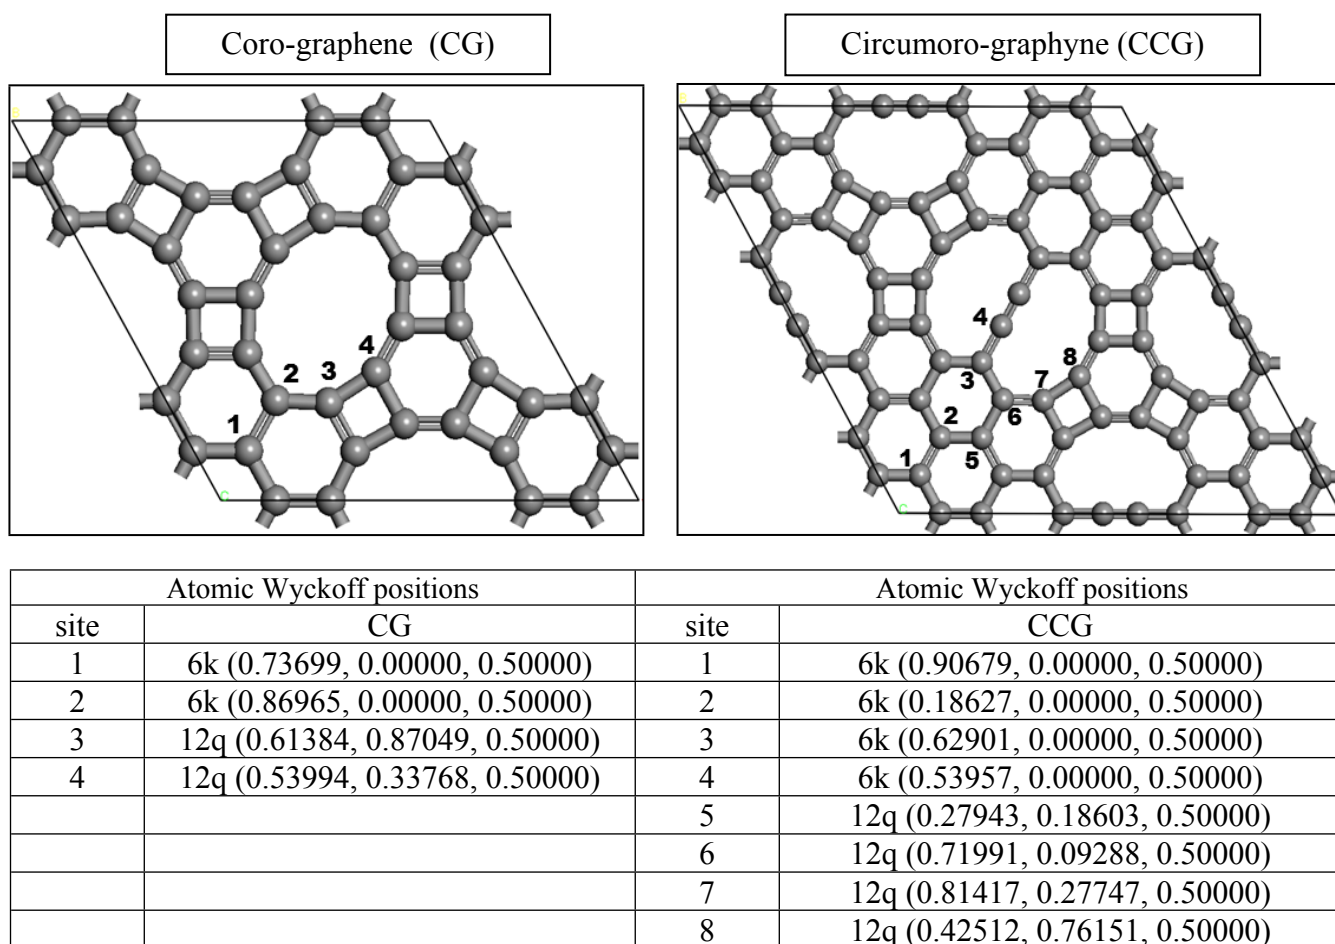 Coro-graphene (CG)
Circumoro-graphyne (CCG)
1
2
3
4
c
1
2
3
4
5
6
7
8
c
Atomic Wyckoff positions Atomic Wyckoff positions
site CG site CCG
1 6k (0.73699, 0.00000, 0.50000) 1 6k (0.90679, 0.00000, 0.50000)
2 6k (0.86965, 0.00000, 0.50000) 2 6k (0.18627, 0.00000, 0.50000)
3 12q (0.61384, 0.87049, 0.50000) 3 6k (0.62901, 0.00000, 0.50000)
4 12q (0.53994, 0.33768, 0.50000) 4 6k (0.53957, 0.00000, 0.50000)
5 12q (0.27943, 0.18603, 0.50000)
6 12q (0.71991, 0.09288, 0.50000)
7 12q (0.81417, 0.27747, 0.50000)
8 12q (0.42512, 0.76151, 0.50000)